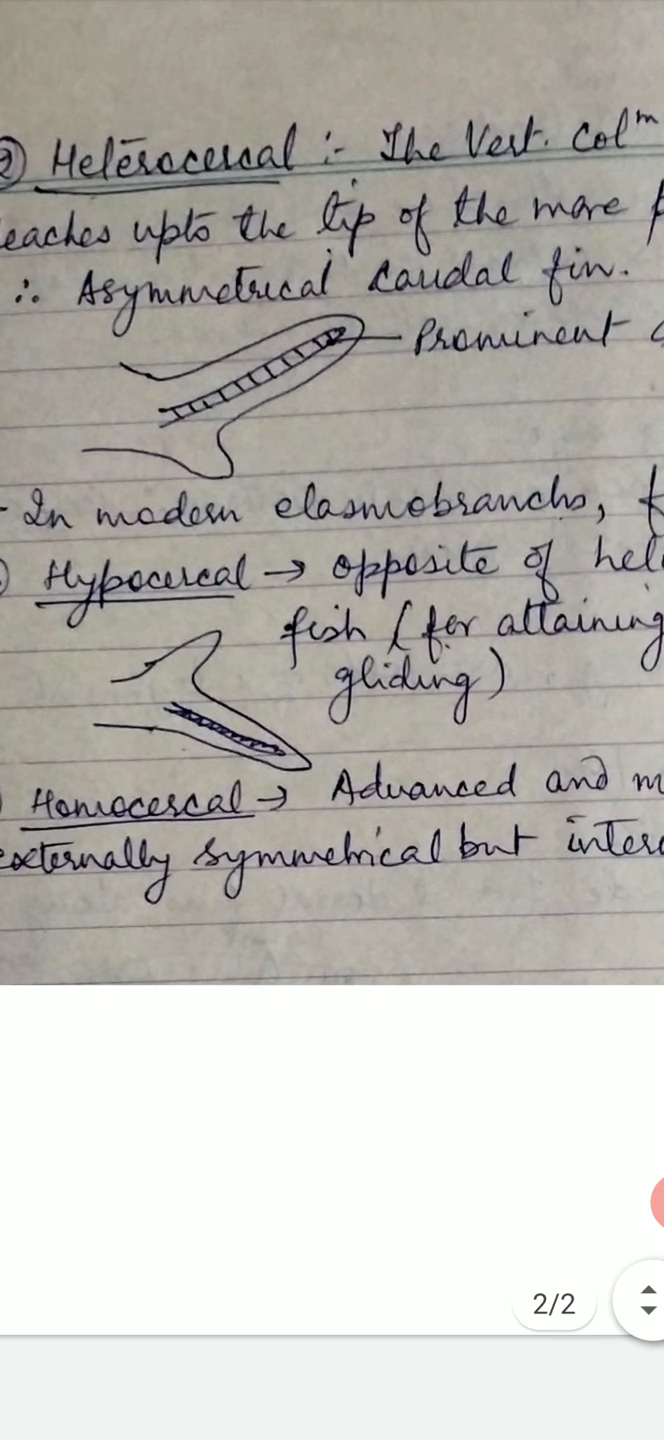 ② Heterocercal :- The Vert. Colᵐ
eaches upto the tip of the more
∴ Asymmetrical Caudal fin.
Prominent
- In modern elasmobranchs,
Hypocercal → opposite of
fish (for attaining
gliding)
Homocercal → Advanced and
externally symmetrical but
2/2